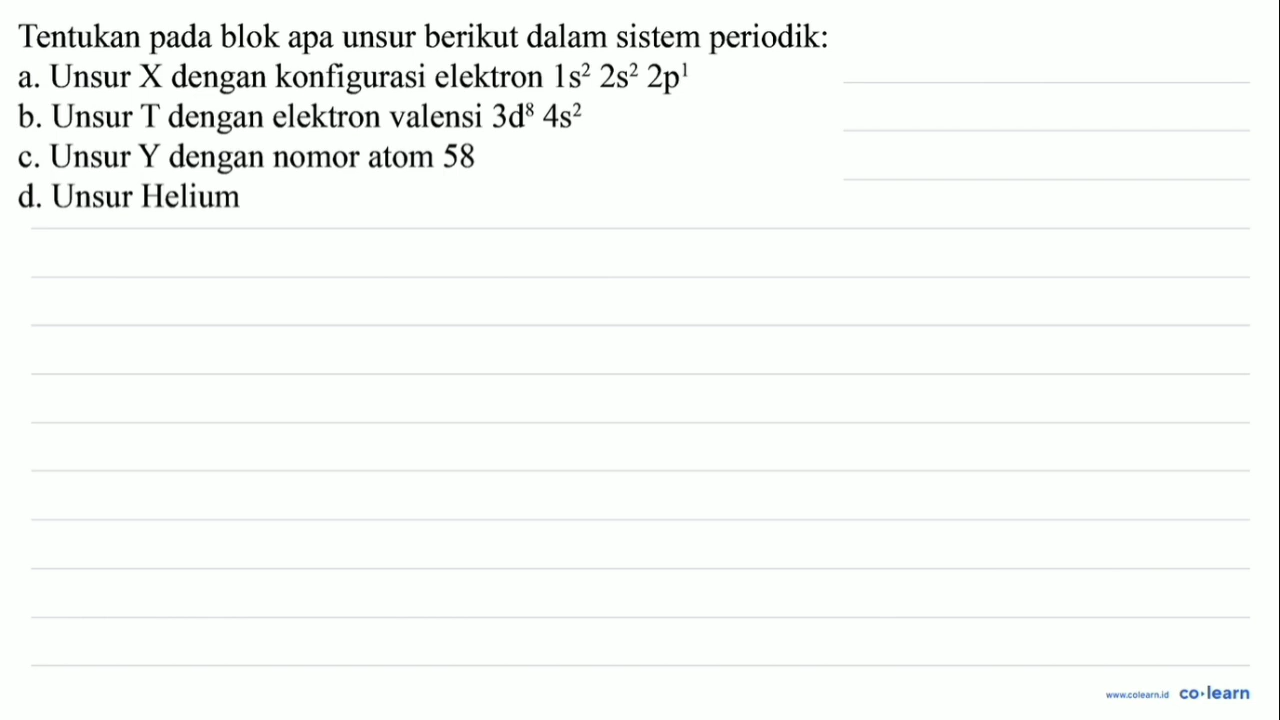 Tentukan pada blok apa unsur berikut dalam sistem periodik:
a. Unsur X dengan konfigurasi elektron 1s² 2s² 2p¹
b. Unsur T dengan elektron valensi 3d⁸ 4s²
c. Unsur Y dengan nomor atom 58
d. Unsur Helium
www.colearn.id co·learn